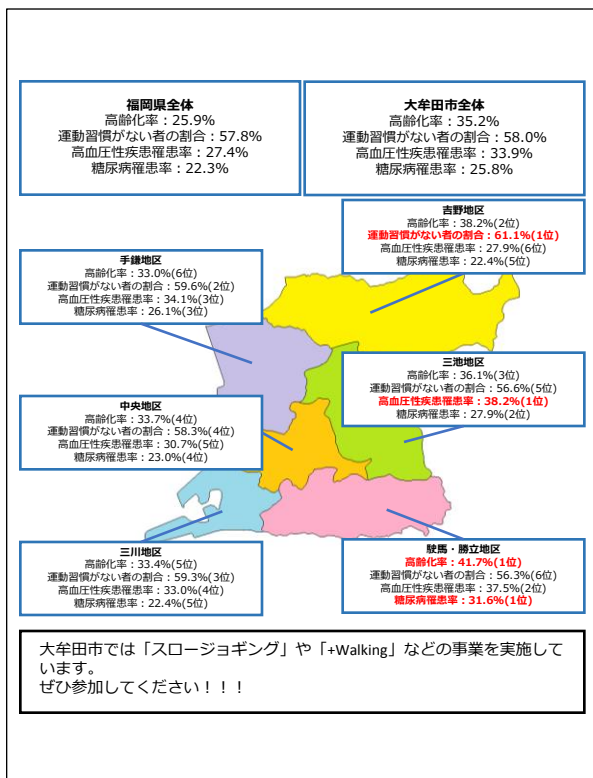 福岡県全体
高齢化率：25.9%
運動習慣がない者の割合：57.8%
高血圧性疾患罹患率：27.4%
糖尿病罹患率：22.3%
大牟田市全体
高齢化率：35.2%
運動習慣がない者の割合：58.0%
高血圧性疾患罹患率：33.9%
糖尿病罹患率：25.8%
吉野地区
高齢化率：38.2%(2位)
運動習慣がない者の割合：61.1%(1位)
高血圧性疾患罹患率：27.9%(6位)
糖尿病罹患率：22.4%(5位)
手鎌地区
高齢化率：33.0%(6位)
運動習慣がない者の割合：59.6%(2位)
高血圧性疾患罹患率：34.1%(3位)
糖尿病罹患率：26.1%(3位)
三池地区
高齢化率：36.1%(3位)
運動習慣がない者の割合：56.6%(5位)
高血圧性疾患罹患率：38.2%(1位)
糖尿病罹患率：27.9%(2位)
中央地区
高齢化率：33.7%(4位)
運動習慣がない者の割合：58.3%(4位)
高血圧性疾患罹患率：30.7%(5位)
糖尿病罹患率：23.0%(4位)
三川地区
高齢化率：33.4%(5位)
運動習慣がない者の割合：59.3%(3位)
高血圧性疾患罹患率：33.0%(4位)
糖尿病罹患率：22.4%(5位)
駛馬・勝立地区
高齢化率：41.7%(1位)
運動習慣がない者の割合：56.3%(6位)
高血圧性疾患罹患率：37.5%(2位)
糖尿病罹患率：31.6%(1位)
大牟田市では「スロージョギング」や「+Walking」などの事業を実施して
います。
ぜひ参加してください！！！